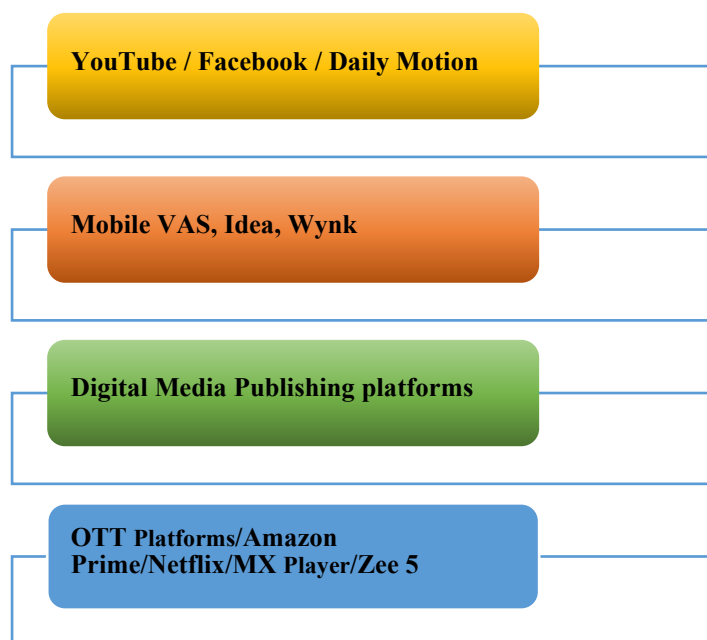 YouTube / Facebook / Daily Motion
Mobile VAS, Idea, Wynk
Digital Media Publishing platforms
OTT Platforms/Amazon
Prime/Netflix/MX Player/Zee 5